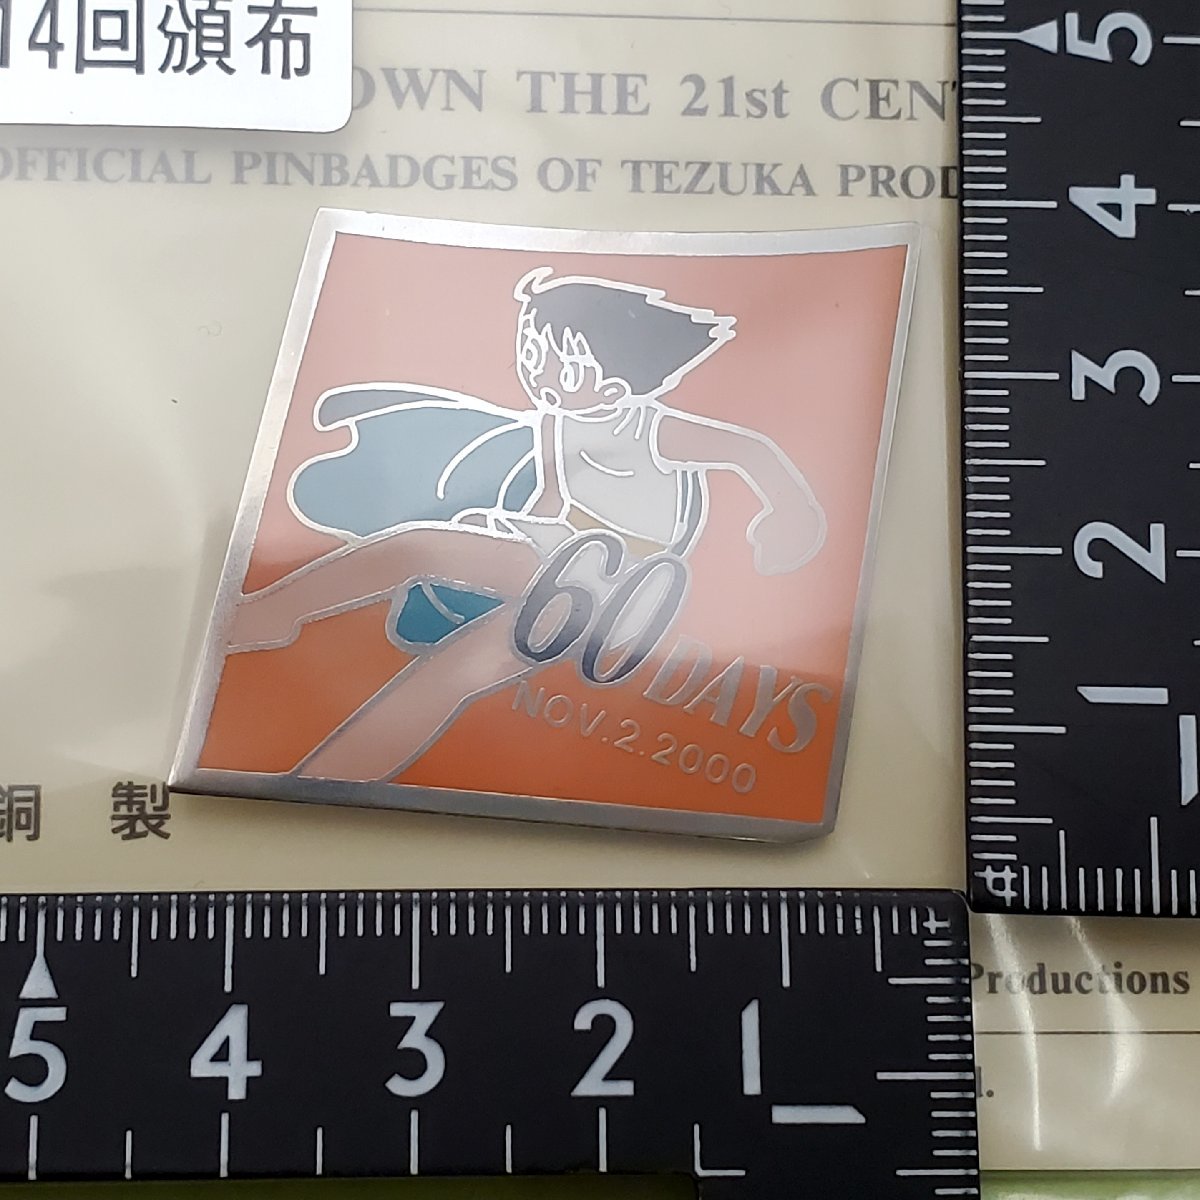 14回頒布
OWN THE 21st CEN
OFFICIAL PINBADGES OF TEZUKA PROD
60 DAYS
NOV.2.2000
銅 製
5
4
3
2
1
5 4 3 2 1
Productions